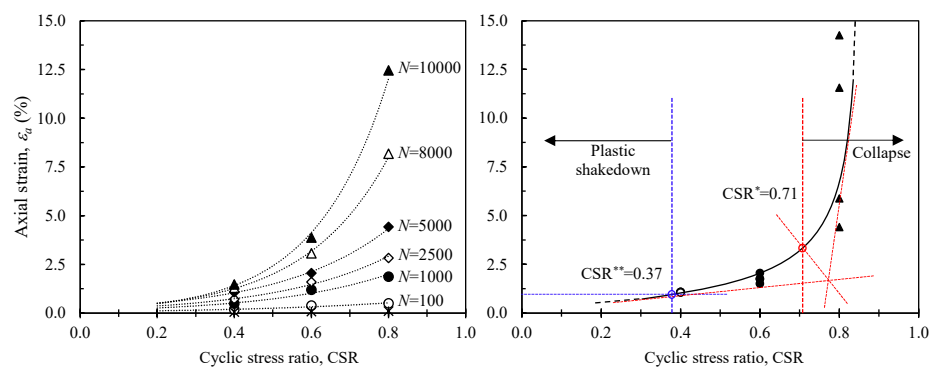 15.0
12.5
10.0
7.5
5.0
2.5
0.0
Axial strain, εa (%)
N=10000
N=8000
N=5000
N=2500
N=1000
N=100
0.0 0.2 0.4 0.6 0.8 1.0
Cyclic stress ratio, CSR
15.0
12.5
10.0
7.5
5.0
2.5
0.0
Plastic
shakedown
Collapse
CSR*=0.71
CSR**=0.37
0.0 0.2 0.4 0.6 0.8 1.0
Cyclic stress ratio, CSR